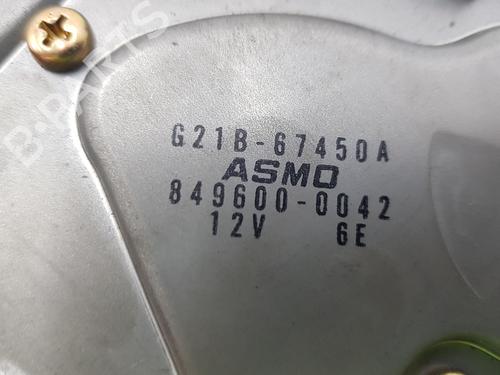 B-PARTS
G21B-67450A
ASMO
849600-0042
12V 6E